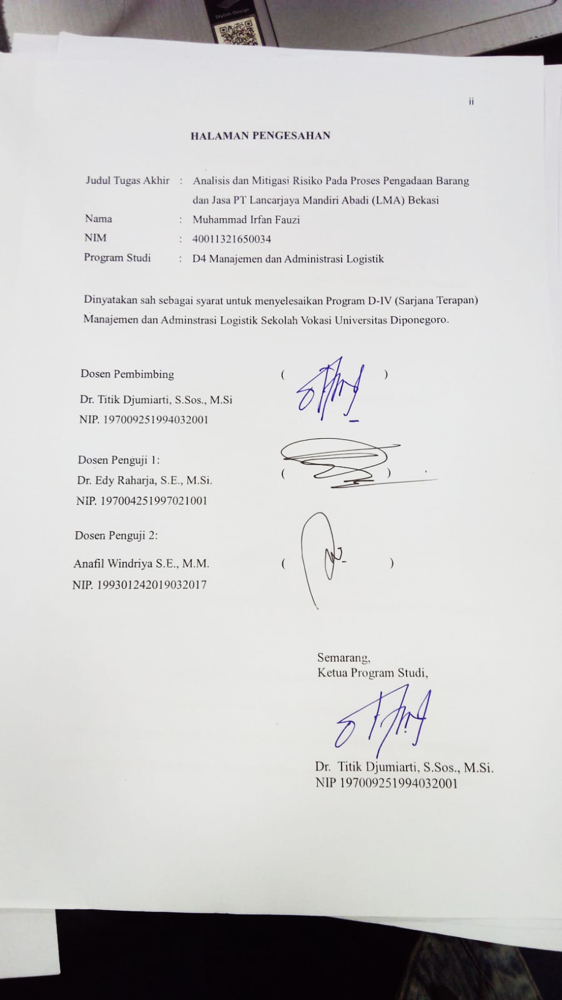 Stylish Design
ii
HALAMAN PENGESAHAN
Judul Tugas Akhir : Analisis dan Mitigasi Risiko Pada Proses Pengadaan Barang
dan Jasa PT Lancarjaya Mandiri Abadi (LMA) Bekasi
Nama : Muhammad Irfan Fauzi
NIM : 40011321650034
Program Studi : D4 Manajemen dan Administrasi Logistik
Dinyatakan sah sebagai syarat untuk menyelesaikan Program D-IV (Sarjana Terapan)
Manajemen dan Adminstrasi Logistik Sekolah Vokasi Universitas Diponegoro.
Dosen Pembimbing ( )
Dr. Titik Djumiarti, S.Sos., M.Si
NIP. 197009251994032001
Dosen Penguji 1:
Dr. Edy Raharja, S.E., M.Si. ( )
NIP. 197004251997021001
Dosen Penguji 2:
Anafil Windriya S.E., M.M. ( )
NIP. 199301242019032017
Semarang,
Ketua Program Studi,
Dr. Titik Djumiarti, S.Sos., M.Si.
NIP 197009251994032001